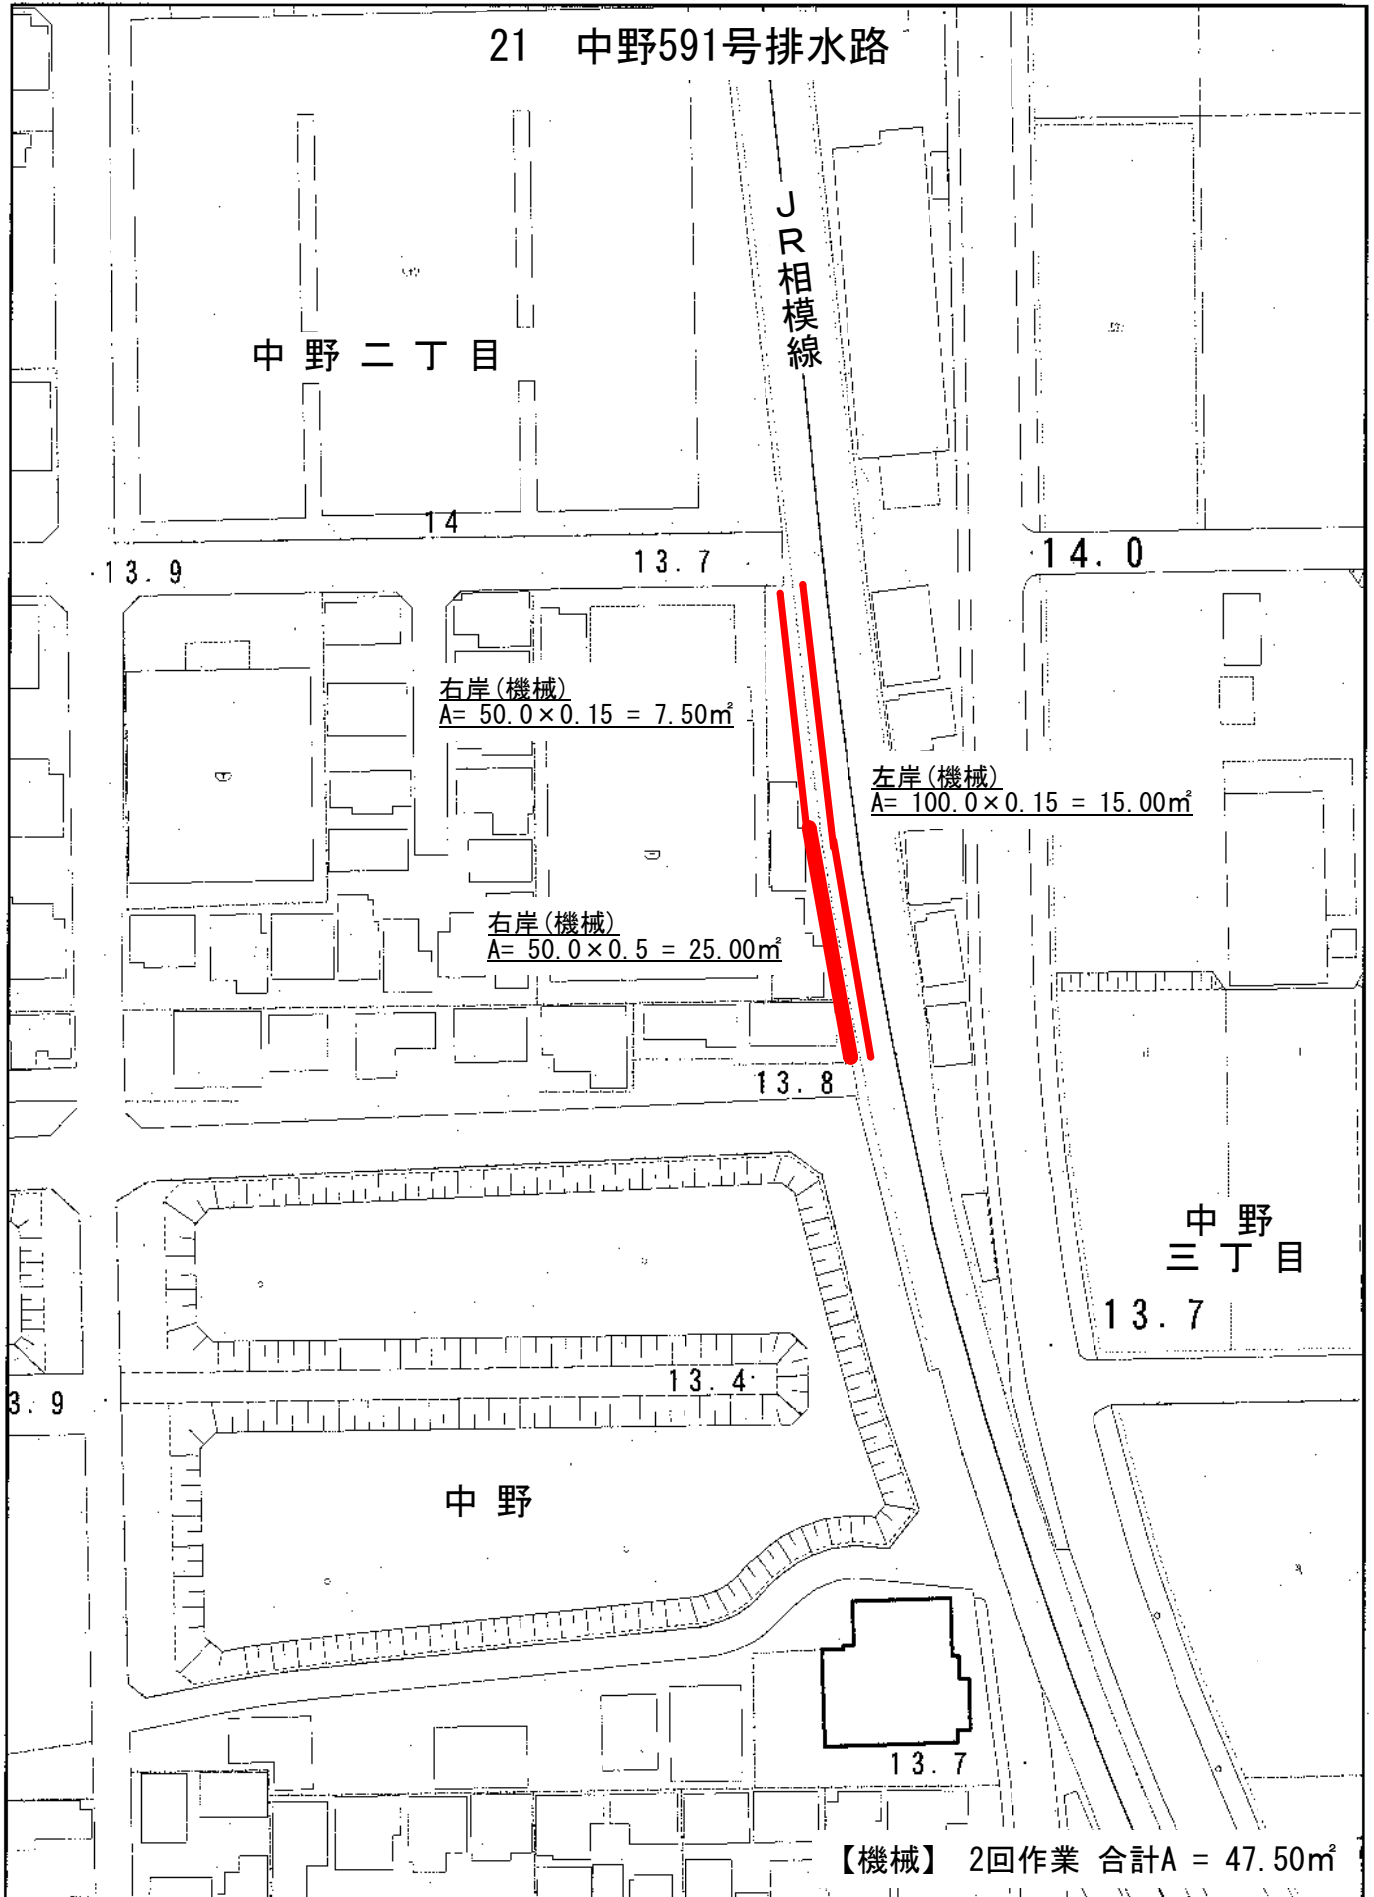 21　中野591号排水路
JR相模線
中野二丁目
14
13.9
13.7
14.0
右岸(機械)
A= 50.0×0.15 = 7.50㎡
左岸(機械)
A= 100.0×0.15 = 15.00㎡
右岸(機械)
A= 50.0×0.5 = 25.00㎡
13.8
中野
三丁目
13.7
13.4
3.9
中野
13.7
【機械】 2回作業 合計A = 47.50㎡